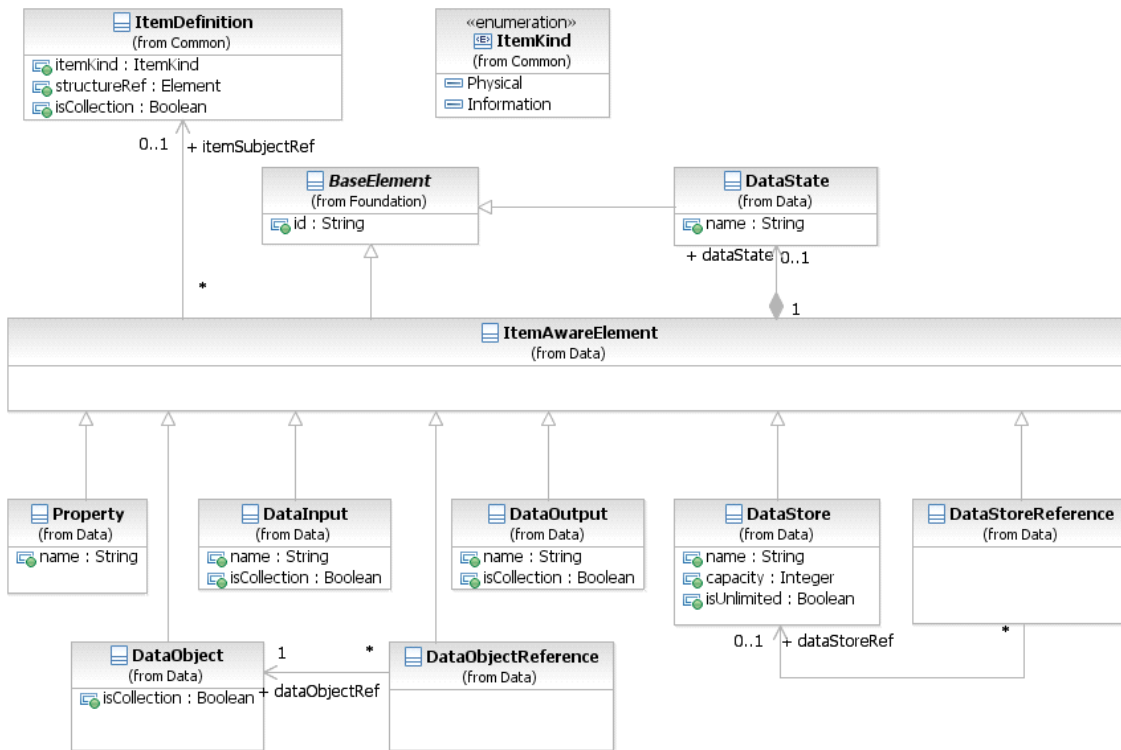 ItemDefinition
(from Common)
itemKind : ItemKind
structureRef : Element
isCollection : Boolean
«enumeration»
ItemKind
(from Common)
Physical
Information
0..1
+ itemSubjectRef
BaseElement
(from Foundation)
id : String
DataState
(from Data)
name : String
+ dataState
0..1
*
1
ItemAwareElement
(from Data)
Property
(from Data)
name : String
DataInput
(from Data)
name : String
isCollection : Boolean
DataOutput
(from Data)
name : String
isCollection : Boolean
DataStore
(from Data)
name : String
capacity : Integer
isUnlimited : Boolean
DataStoreReference
(from Data)
0..1
+ dataStoreRef
*
DataObject
(from Data)
isCollection : Boolean
1
*
+ dataObjectRef
DataObjectReference
(from Data)